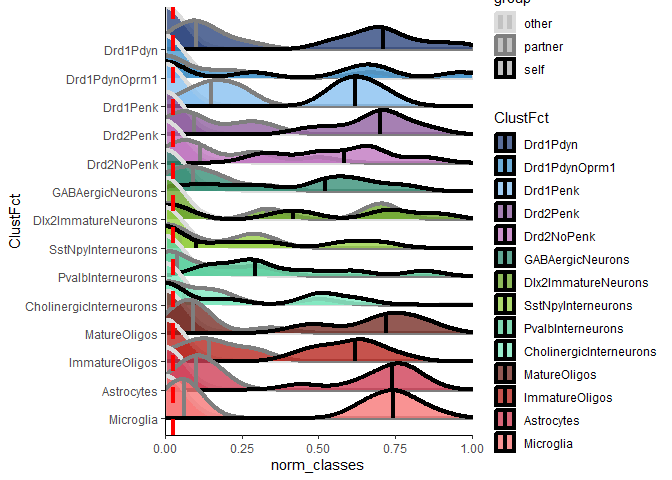 group
other
partner
self
ClustFct
Drd1Pdyn
Drd1PdynOprm1
Drd1Penk
Drd2Penk
Drd2NoPenk
GABAergicNeurons
Dlx2ImmatureNeurons
SstNpyInterneurons
PvalbInterneurons
CholinergicInterneurons
MatureOligos
ImmatureOligos
Astrocytes
Microglia
ClustFct
Drd1Pdyn
Drd1PdynOprm1
Drd1Penk
Drd2Penk
Drd2NoPenk
GABAergicNeurons
Dlx2ImmatureNeurons
SstNpyInterneurons
PvalbInterneurons
CholinergicInterneurons
MatureOligos
ImmatureOligos
Astrocytes
Microglia
0.00 0.25 0.50 0.75 1.00
norm_classes